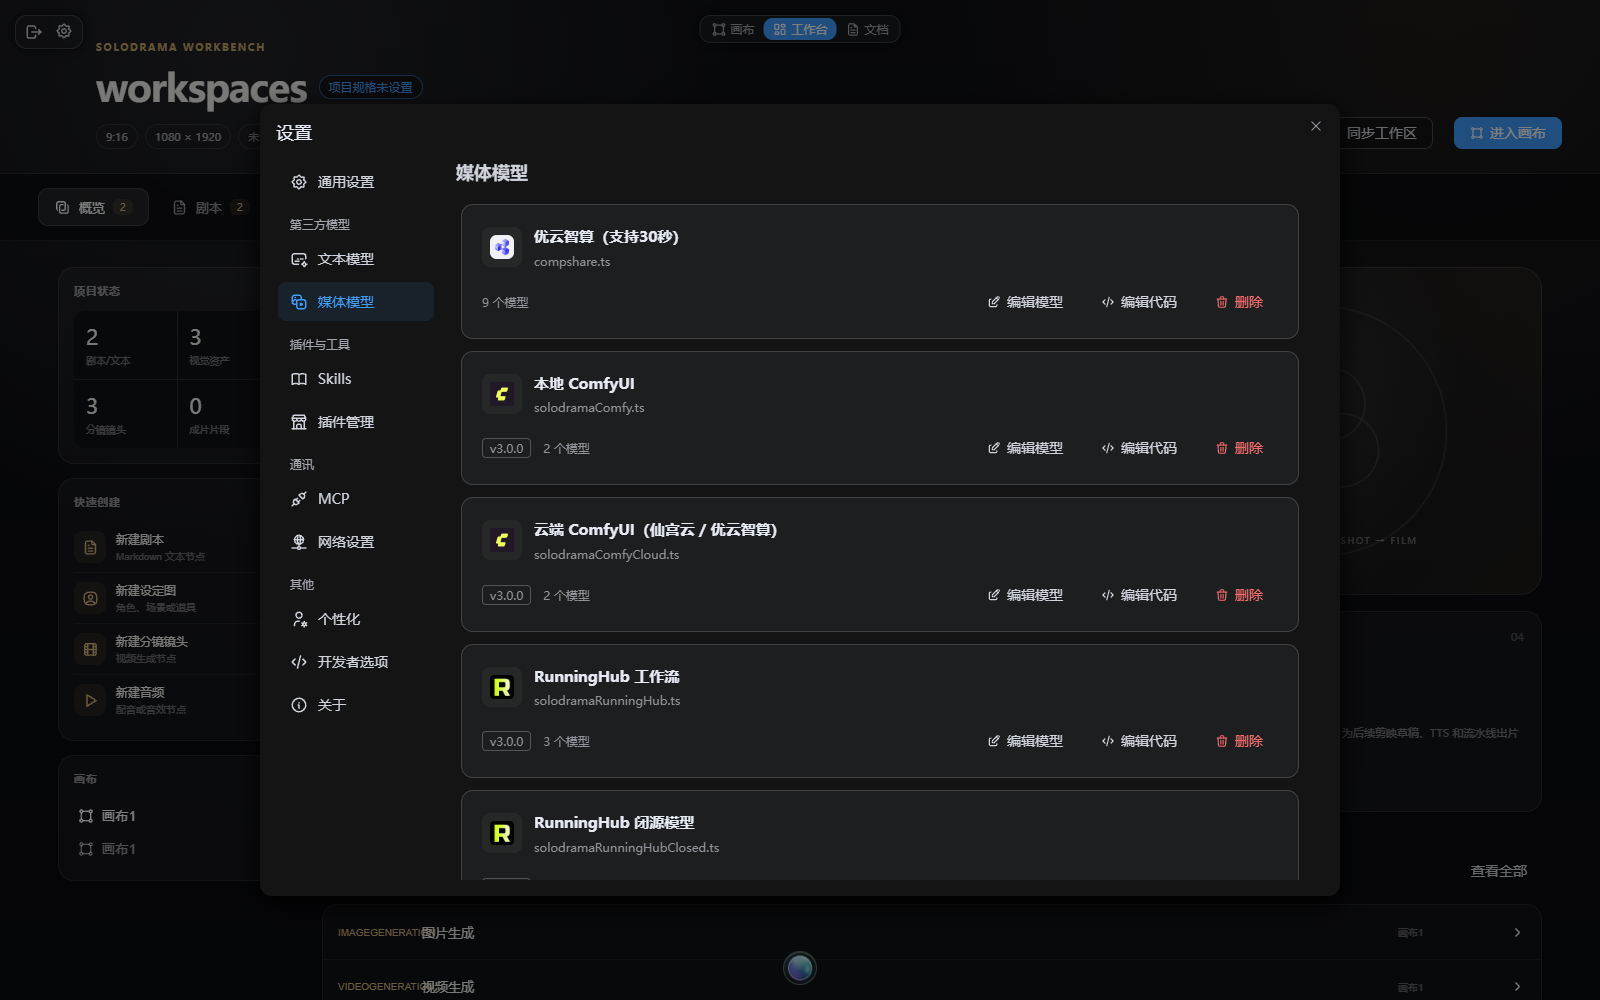 画布
工作台
文档
SOLODRAMA WORKBENCH
workspaces
项目规格未设置
9:16
1080 × 1920
未
同步工作区
进入画布
概览 2
剧本 2
项目状态
2
剧本/文本
3
视觉资产
3
分镜镜头
0
成片片段
快速创建
新建剧本
Markdown 文本节点
新建设定图
角色、场景或道具
新建分镜镜头
视频生成节点
新建音频
配音或音效节点
画布
画布1
画布1
设置
通用设置
第三方模型
文本模型
媒体模型
插件与工具
Skills
插件管理
通讯
MCP
网络设置
其他
个性化
开发者选项
关于
媒体模型
优云智算（支持30秒）
compshare.ts
9 个模型
编辑模型
编辑代码
删除
本地 ComfyUI
solodramaComfy.ts
v3.0.0
2 个模型
编辑模型
编辑代码
删除
云端 ComfyUI（仙宫云 / 优云智算）
solodramaComfyCloud.ts
v3.0.0
2 个模型
编辑模型
编辑代码
删除
RunningHub 工作流
solodramaRunningHub.ts
v3.0.0
3 个模型
编辑模型
编辑代码
删除
RunningHub 闭源模型
solodramaRunningHubClosed.ts
SHOT → FILM
04
为后续剪映草稿、TTS 和流水线出片
查看全部
IMAGEGENERATI
图片生成
画布1
VIDEOGENERATI
视频生成
画布1